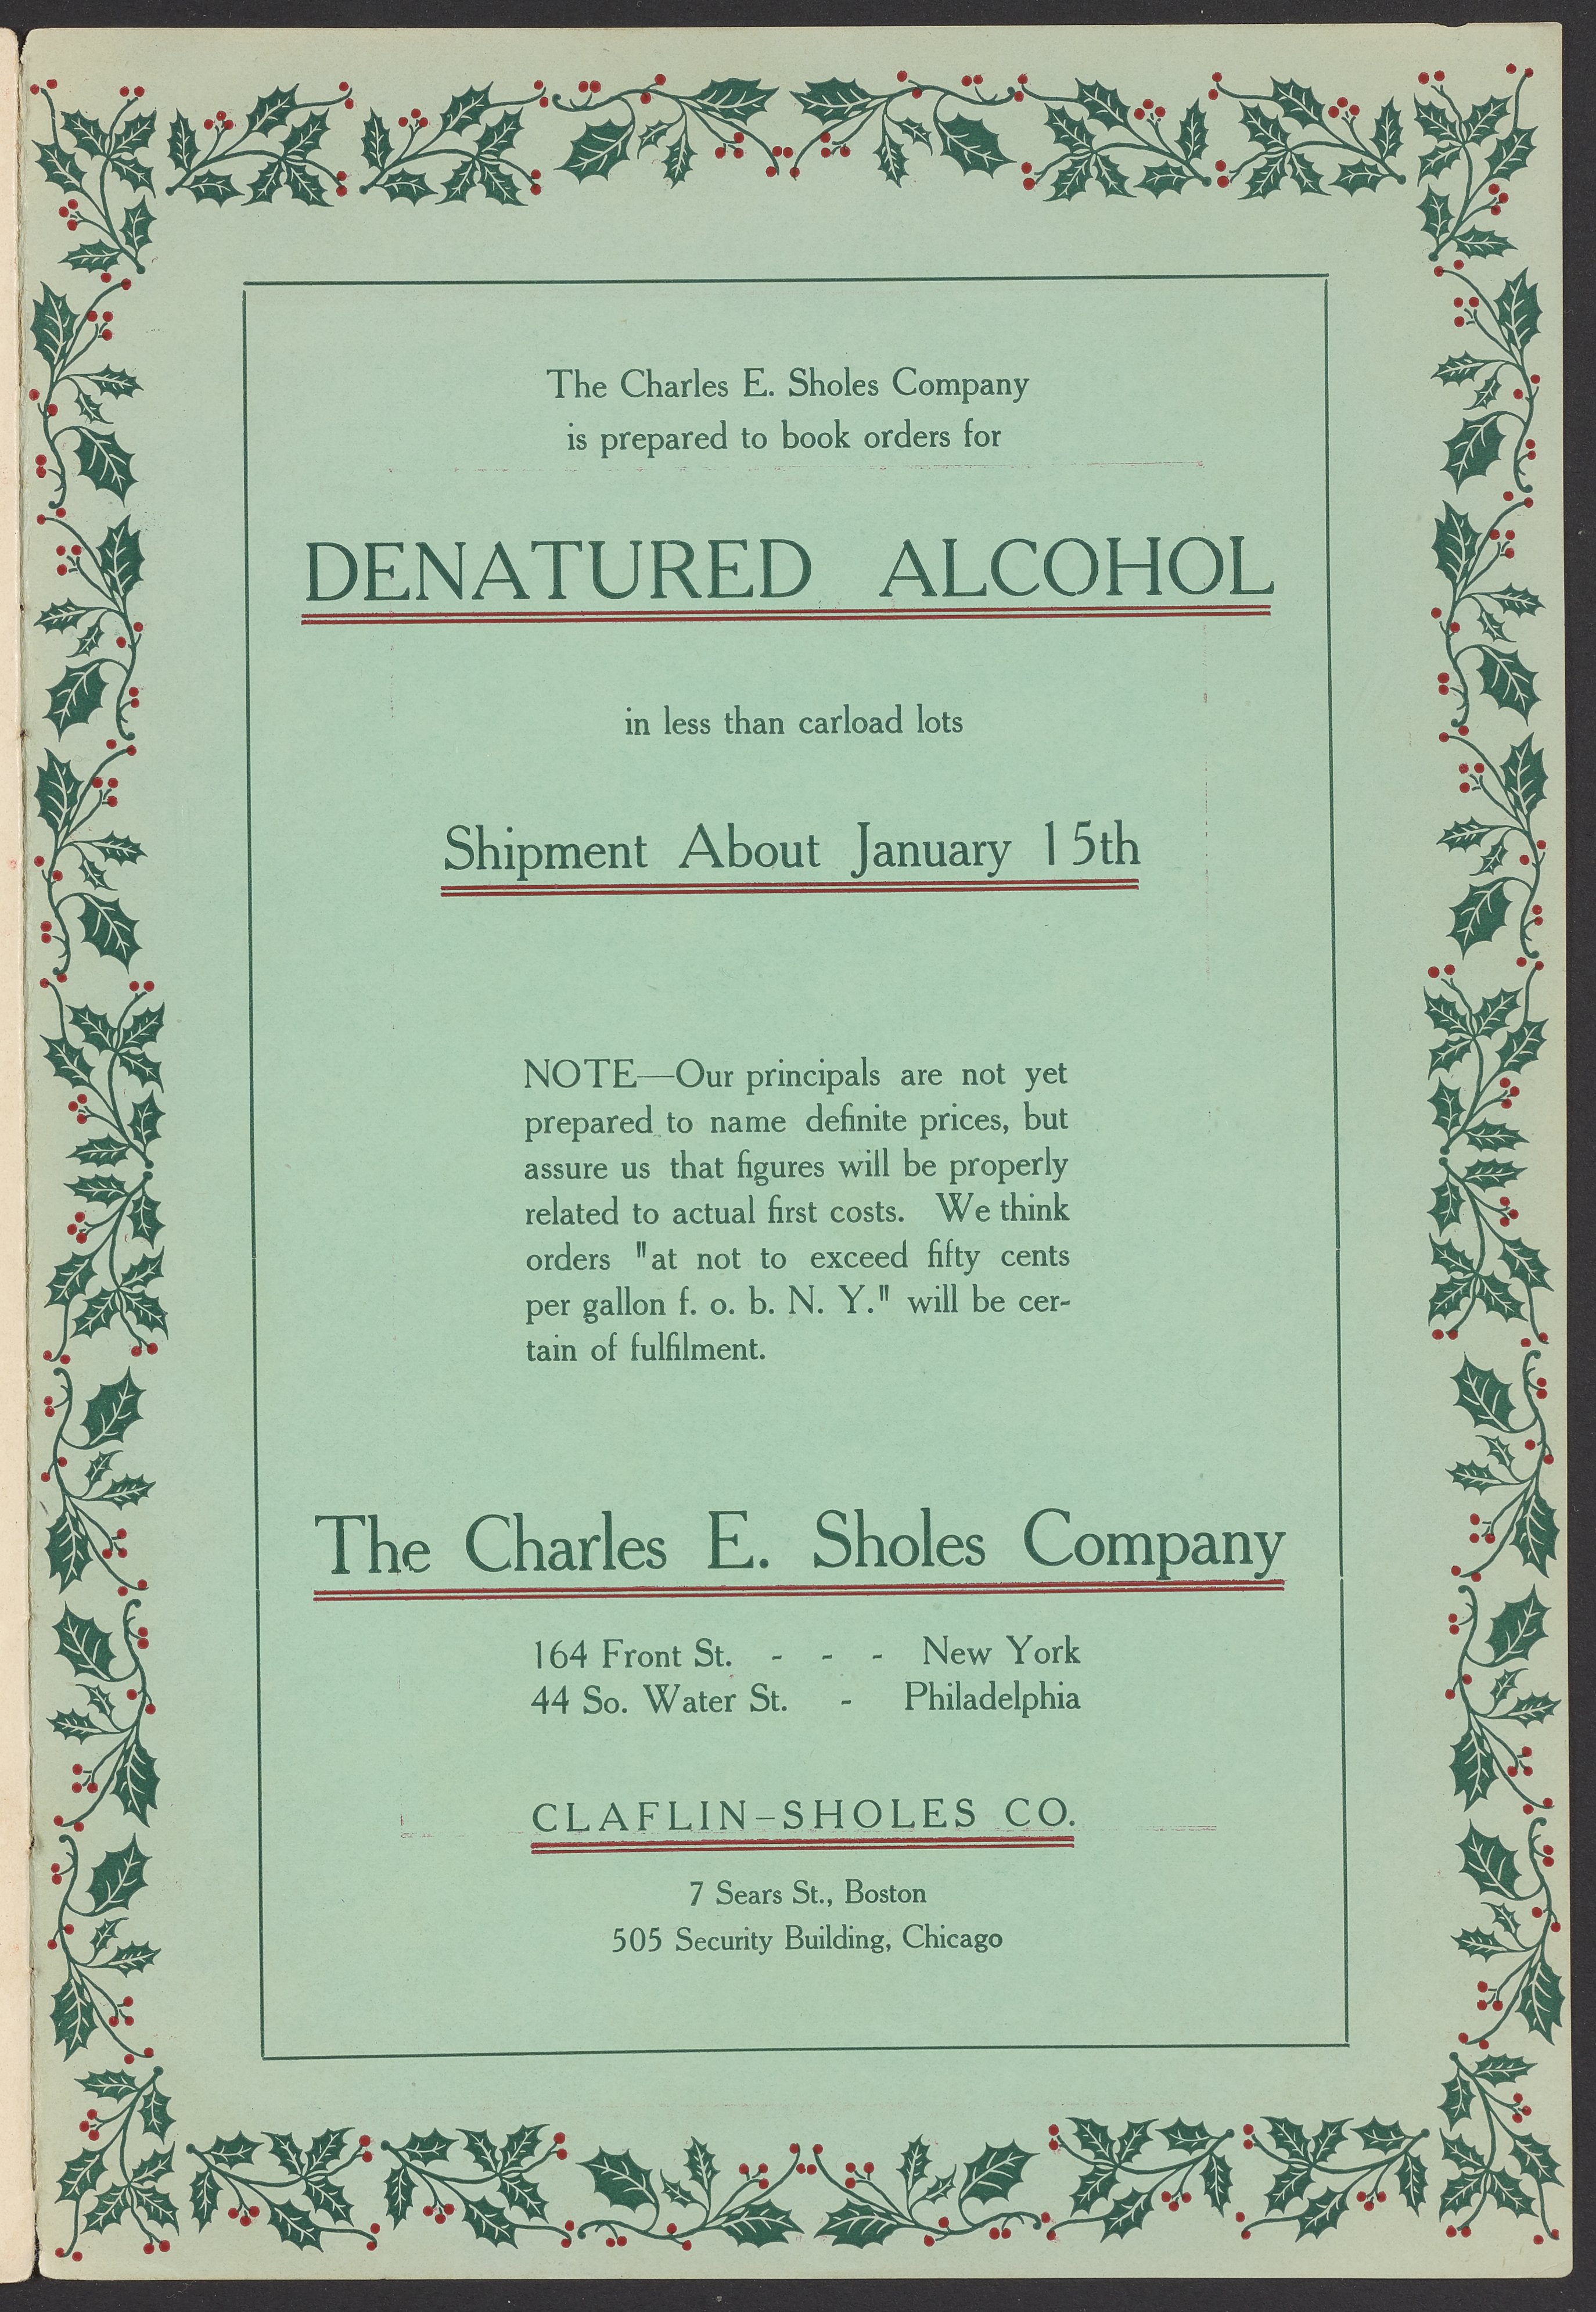 The Charles E. Sholes Company
is prepared to book orders for
DENATURED ALCOHOL
in less than carload lots
Shipment About January 15th
NOTE—Our principals are not yet
prepared to name definite prices, but
assure us that figures will be properly
related to actual first costs. We think
orders "at not to exceed fifty cents
per gallon f. o. b. N. Y." will be cer-
tain of fulfilment.
The Charles E. Sholes Company
164 Front St. - - - New York
44 So. Water St. - Philadelphia
CLAFLIN-SHOLES CO.
7 Sears St., Boston
505 Security Building, Chicago